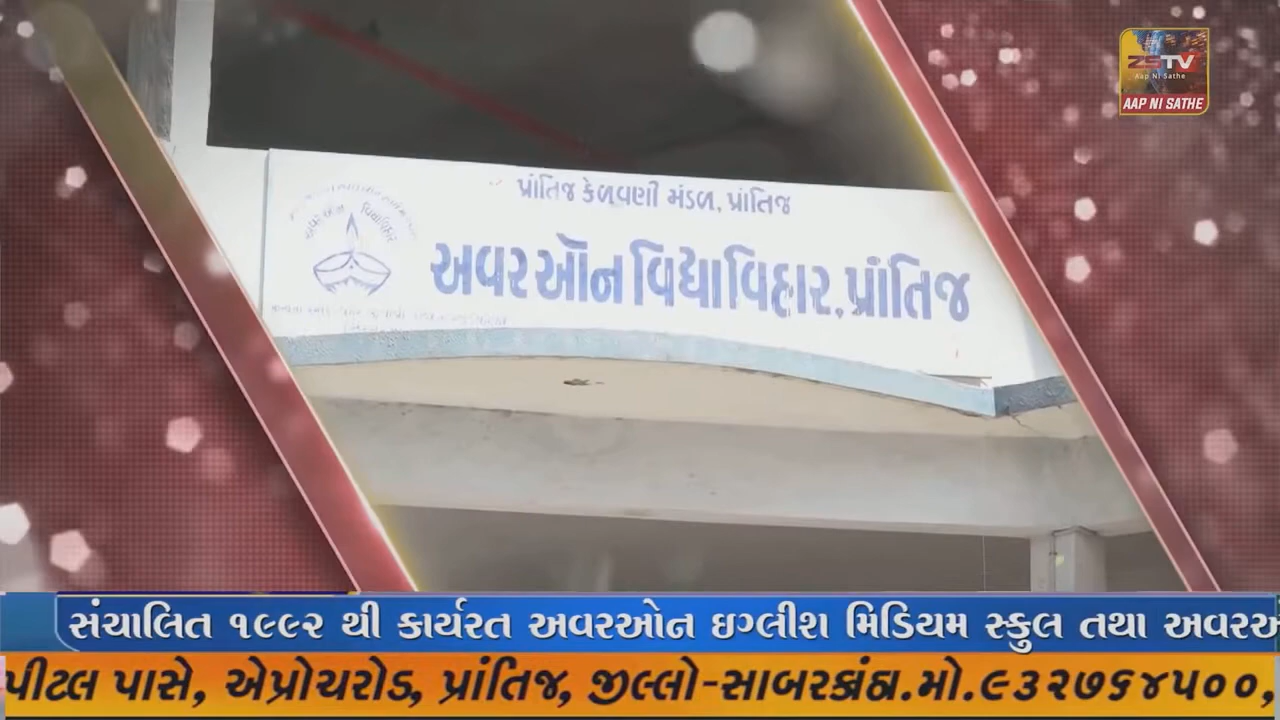 ZSTV
Aap Ni Sathe
AAP NI SATHE
પ્રાંતિજ કેળવણી મંડળ, પ્રાંતિજ
અવર ઑન વિદ્યાવિહાર, પ્રાંતિજ
સંચાલિત ૧૯૯૨ થી કાર્યરત અવરઓન ઇગ્લીશ મિડિયમ સ્કુલ તથા અવરઅ
પીટલ પાસે, એપ્રોચરોડ, પ્રાંતિજ, જીલ્લો-સાબરકાંઠા.મો.૯૩૨૭૬૪૫૦૦,